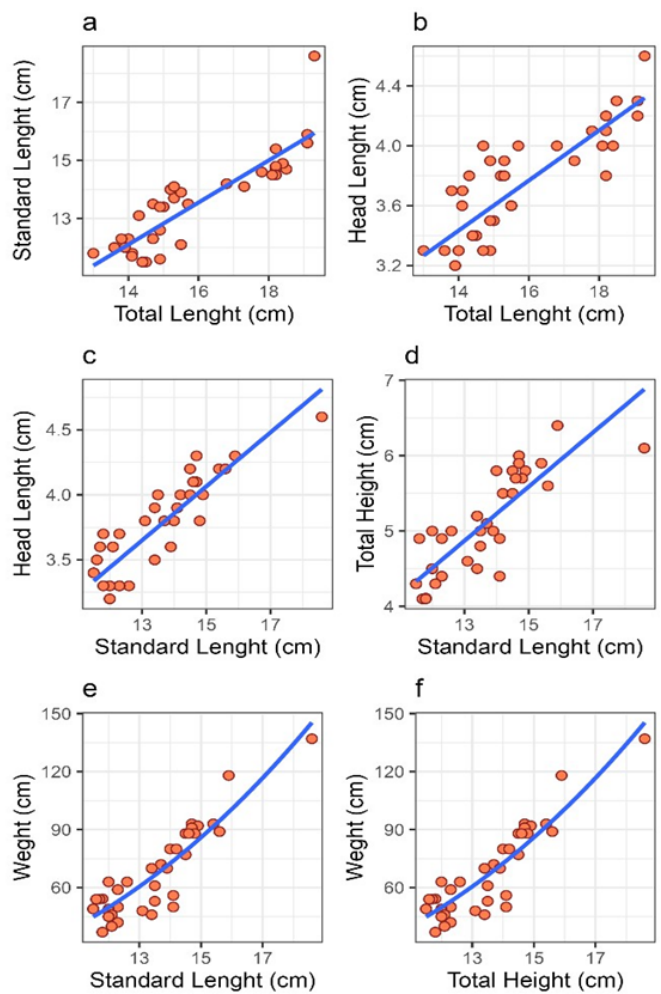 a
Standard Lenght (cm)
17
15
13
14
16
18
Total Lenght (cm)
b
Head Lenght (cm)
4.4
4.0
3.6
3.2
14
16
18
Total Lenght (cm)
c
Head Lenght (cm)
4.5
4.0
3.5
13
15
17
Standard Lenght (cm)
d
Total Height (cm)
7
6
5
4
13
15
17
Standard Lenght (cm)
e
Weght (cm)
150
120
90
60
13
15
17
Standard Lenght (cm)
f
Weght (cm)
150
120
90
60
13
15
17
Total Height (cm)